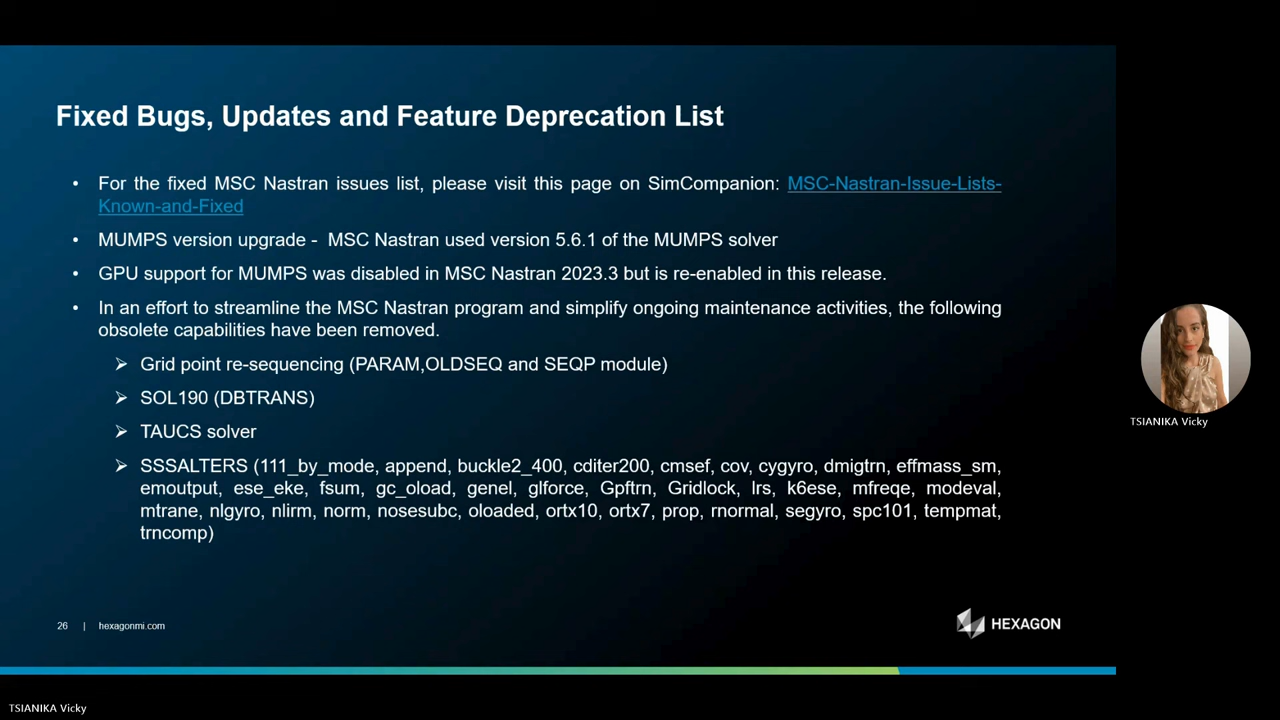 Fixed Bugs, Updates and Feature Deprecation List
• For the fixed MSC Nastran issues list, please visit this page on SimCompanion: MSC-Nastran-Issue-Lists-
Known-and-Fixed
• MUMPS version upgrade - MSC Nastran used version 5.6.1 of the MUMPS solver
• GPU support for MUMPS was disabled in MSC Nastran 2023.3 but is re-enabled in this release.
• In an effort to streamline the MSC Nastran program and simplify ongoing maintenance activities, the following
obsolete capabilities have been removed.
➢ Grid point re-sequencing (PARAM,OLDSEQ and SEQP module)
➢ SOL190 (DBTRANS)
➢ TAUCS solver
➢ SSSALTERS (111_by_mode, append, buckle2_400, cditer200, cmsef, cov, cygyro, dmigtrn, effmass_sm,
emoutput, ese_eke, fsum, gc_oload, genel, glforce, Gpftrn, Gridlock, lrs, k6ese, mfreqe, modeval,
mtrane, nlgyro, nlirm, norm, nosesubc, oloaded, ortx10, ortx7, prop, rnormal, segyro, spc101, tempmat,
trncomp)
26 | hexagonmi.com
HEXAGON
TSIANIKA Vicky
TSIANIKA Vicky